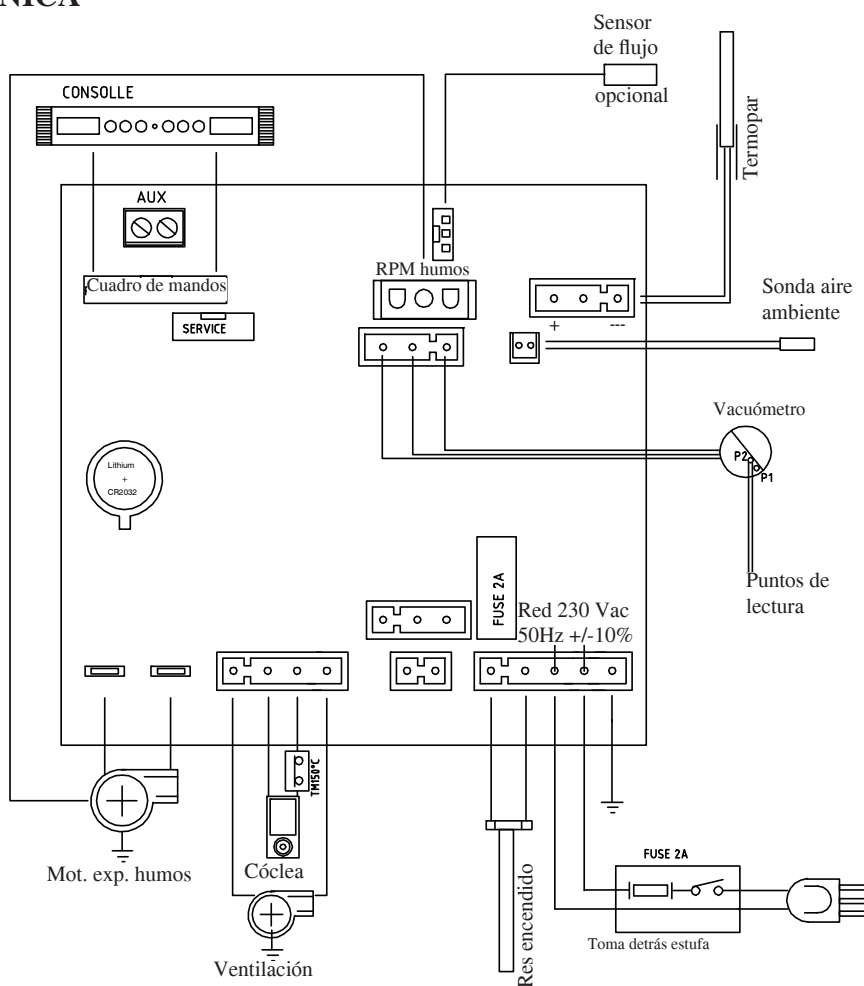 NICA
Sensor
de flujo
opcional
CONSOLLE
Termopar
AUX
RPM humos
Cuadro de mandos
SERVICE
+
---
Sonda aire
ambiente
Vacuómetro
P2
P1
Lithium
+
CR2032
Puntos de
lectura
FUSE 2A
Red 230 Vac
50Hz +/-10%
TM150°C
Mot. exp. humos
Cóclea
Ventilación
Res encendido
FUSE 2A
Toma detrás estufa